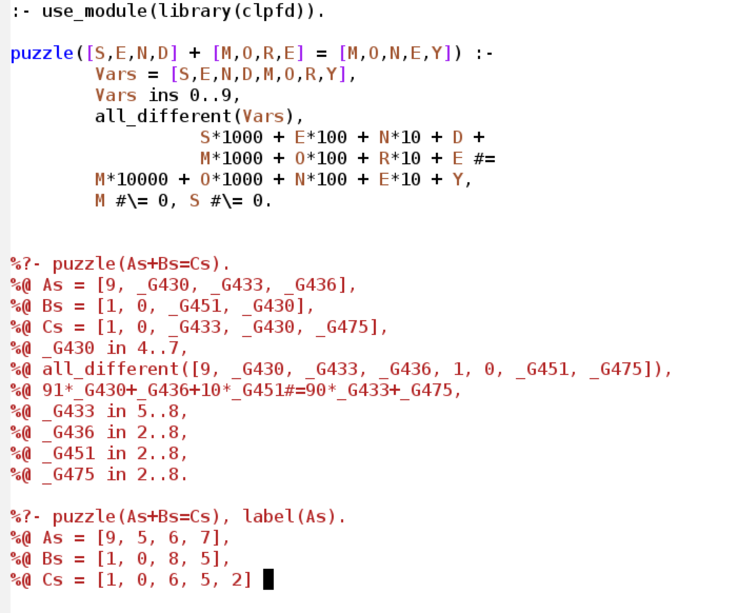 :- use_module(library(clpfd)).
puzzle([S,E,N,D] + [M,O,R,E] = [M,O,N,E,Y]) :-
Vars = [S,E,N,D,M,O,R,Y],
Vars ins 0..9,
all_different(Vars),
S*1000 + E*100 + N*10 + D +
M*1000 + O*100 + R*10 + E #=
M*10000 + O*1000 + N*100 + E*10 + Y,
M #\= 0, S #\= 0.
%?- puzzle(As+Bs=Cs).
%@ As = [9, _G430, _G433, _G436],
%@ Bs = [1, 0, _G451, _G430],
%@ Cs = [1, 0, _G433, _G430, _G475],
%@ _G430 in 4..7,
%@ all_different([9, _G430, _G433, _G436, 1, 0, _G451, _G475]),
%@ 91*_G430+_G436+10*_G451#=90*_G433+_G475,
%@ _G433 in 5..8,
%@ _G436 in 2..8,
%@ _G451 in 2..8,
%@ _G475 in 2..8.
%?- puzzle(As+Bs=Cs), label(As).
%@ As = [9, 5, 6, 7],
%@ Bs = [1, 0, 8, 5],
%@ Cs = [1, 0, 6, 5, 2]